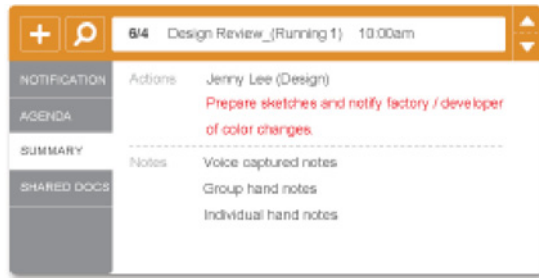 6/4 Design Review_(Running 1) 10:00am
NOTIFICATION
AGENDA
SUMMARY
SHARED DOCS
Actions Jenny Lee (Design)
Prepare sketches and notify factory / developer
of color changes.
Notes Voice captured notes
Group hand notes
Individual hand notes